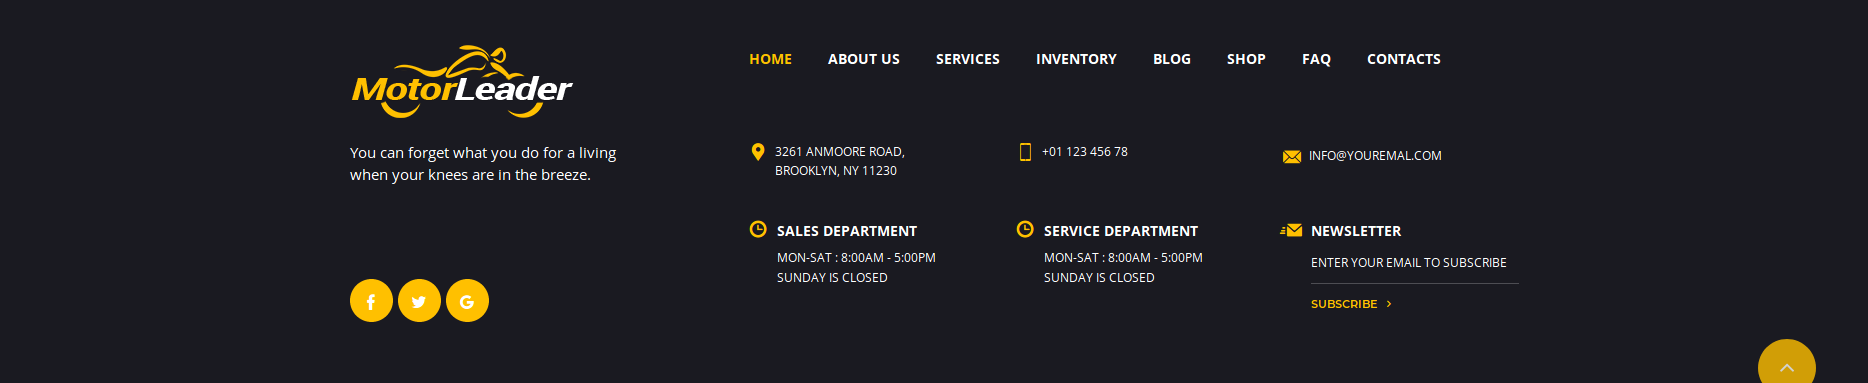 MotorLeader
You can forget what you do for a living
when your knees are in the breeze.
HOME ABOUT US SERVICES INVENTORY BLOG SHOP FAQ CONTACTS
3261 ANMOORE ROAD,
BROOKLYN, NY 11230
+01 123 456 78
INFO@YOUREMAL.COM
SALES DEPARTMENT
MON-SAT : 8:00AM - 5:00PM
SUNDAY IS CLOSED
SERVICE DEPARTMENT
MON-SAT : 8:00AM - 5:00PM
SUNDAY IS CLOSED
NEWSLETTER
ENTER YOUR EMAIL TO SUBSCRIBE
SUBSCRIBE